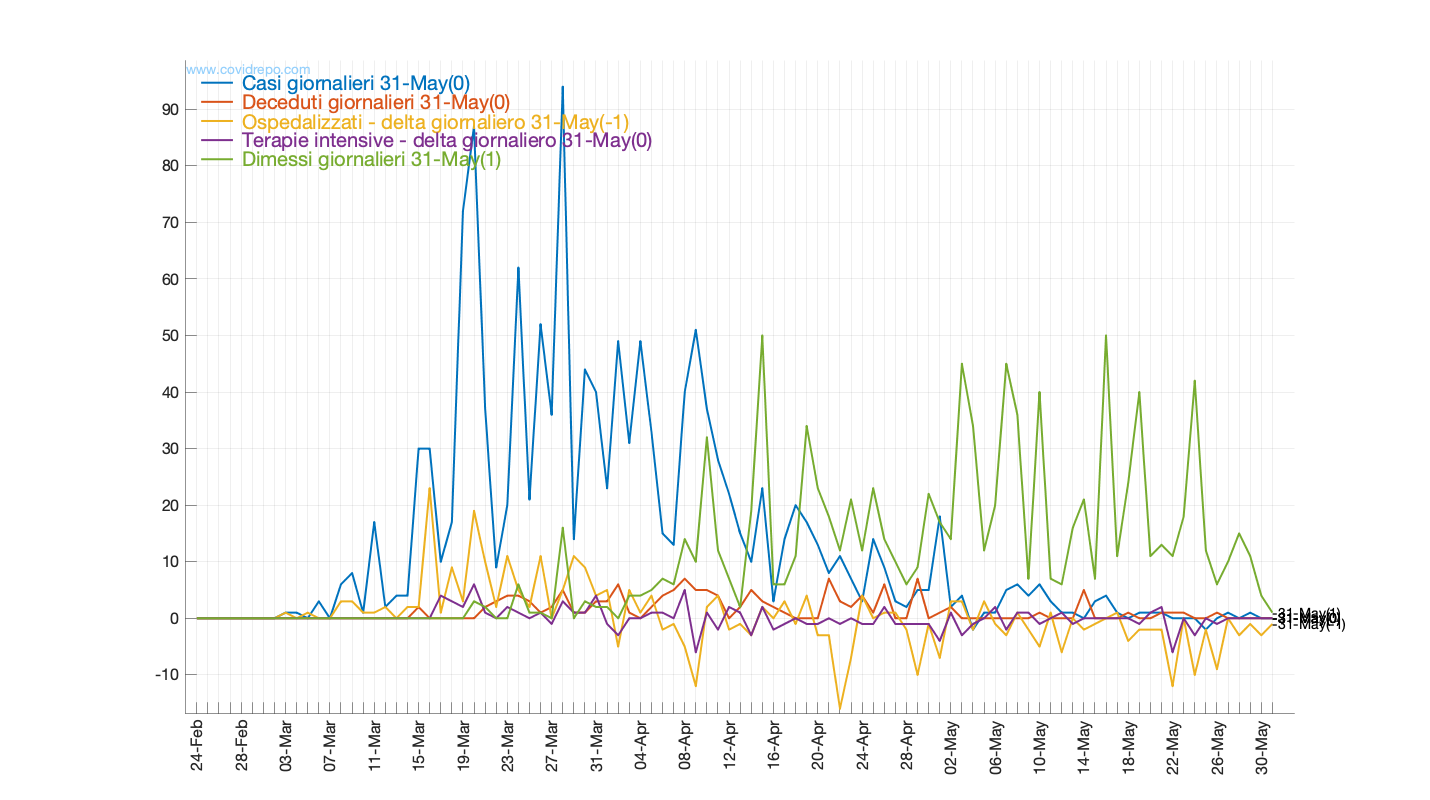 www.covidrepo.com
Casi giornalieri 31-May(0)
Deceduti giornalieri 31-May(0)
Ospedalizzati - delta giornaliero 31-May(-1)
Terapie intensive - delta giornaliero 31-May(0)
Dimessi giornalieri 31-May(1)
90
80
70
60
50
40
30
20
10
0
-10
31-May(1)
31-May(0)
31-May(-1)
24-Feb
28-Feb
03-Mar
07-Mar
11-Mar
15-Mar
19-Mar
23-Mar
27-Mar
31-Mar
04-Apr
08-Apr
12-Apr
16-Apr
20-Apr
24-Apr
28-Apr
02-May
06-May
10-May
14-May
18-May
22-May
26-May
30-May